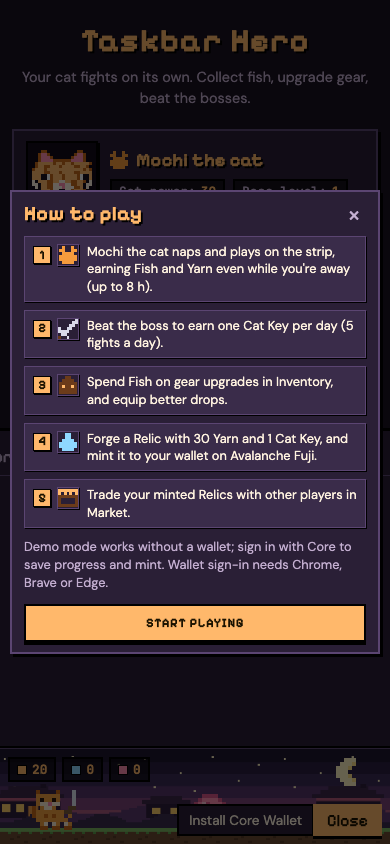 Taskbar Hero
Your cat fights on its own. Collect fish, upgrade gear,
beat the bosses.
Mochi the cat
How to play
×
1
Mochi the cat naps and plays on the strip,
earning Fish and Yarn even while you're away
(up to 8 h).
2
Beat the boss to earn one Cat Key per day (5
fights a day).
3
Spend Fish on gear upgrades in Inventory,
and equip better drops.
4
Forge a Relic with 30 Yarn and 1 Cat Key, and
mint it to your wallet on Avalanche Fuji.
5
Trade your minted Relics with other players in
Market.
Demo mode works without a wallet; sign in with Core to
save progress and mint. Wallet sign-in needs Chrome,
Brave or Edge.
START PLAYING
20 0 0
Install Core Wallet Close